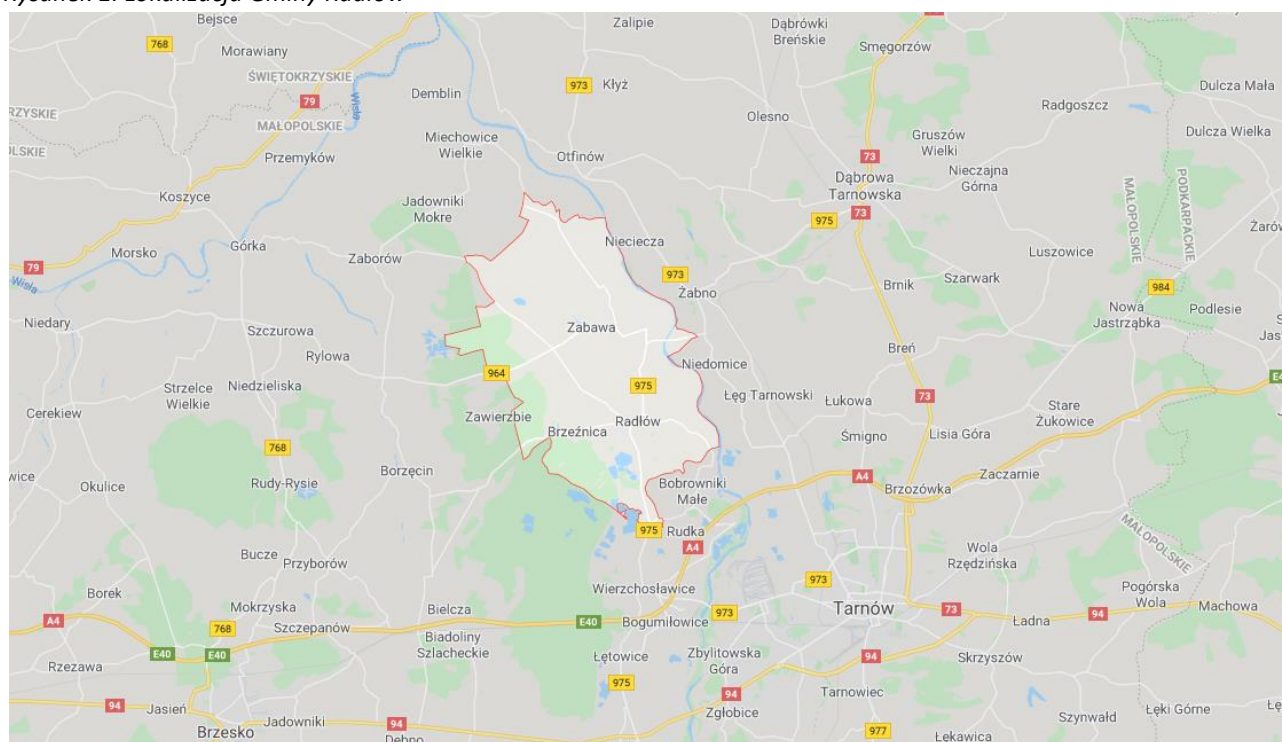 Bejsce
Zalipie
Dąbrówki
Breńskie
Smęgorzów
768
Morawiany
ŚWIĘTOKRZYSKIE
973
Kłyż
Dulcza Mała
79
Wisła
Demblin
Radgoszcz
MAŁOPOLSKIE
Olesno
Gruszów
Wielki
Dulcza Wielka
Miechowice
Wielkie
Przemyków
Otfinów
73
Nieczajna
Górna
Dąbrowa
Tarnowska
MAŁOPOLSKIE
PODKARPACKIE
Koszyce
Jadowniki
Mokre
975
73
Górka
Nieciecza
Morsko
Zaborów
Luszowice
79
Wisła
973
Szarwark
Żabno
Brnik
984
Niedary
Szczurowa
Zabawa
Nowa
Jastrząbka
Podlesie
Rylowa
Niedomice
Breń
964
975
Strzelce
Wielkie
Niedzieliska
Łęg Tarnowski
Łukowa
73
Stare
Żukowice
Cerekiew
Zawierzbie
Radłów
Brzeźnica
Śmigno
Lisia Góra
768
Borzęcin
A4
Zaczarnie
Okulice
Rudy-Rysie
Bobrowniki
Małe
Brzozówka
975
Rudka
A4
MAŁOPOLSKIE
Bucze
Przyborów
Wola
Rzędzińska
Borek
Wierzchosławice
973
Pogórska
Wola
Mokrzyska
Bielcza
973
Tarnów
73
94
Machowa
A4
768
Szczepanów
E40
Bogumiłowice
Ładna
Biadoliny
Szlacheckie
E40
E40
Rzezawa
Łętowice
Zbylitowska
Góra
94
Skrzyszów
975
94
Tarnowiec
94
Jasień
Jadowniki
Zgłobice
Szynwałd
Łęki Górne
Brzesko
977
Łękawica